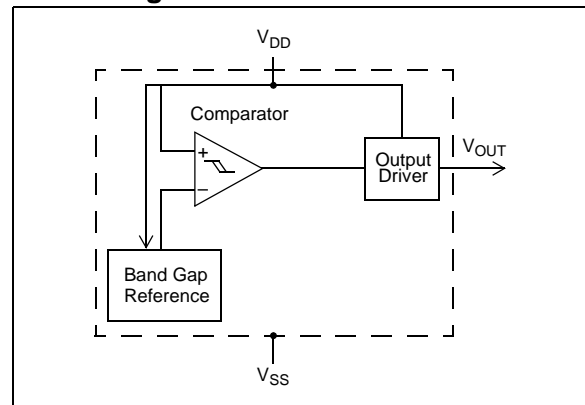 V_DD
Comparator
+
−
Output
Driver
V_OUT
Band Gap
Reference
V_SS